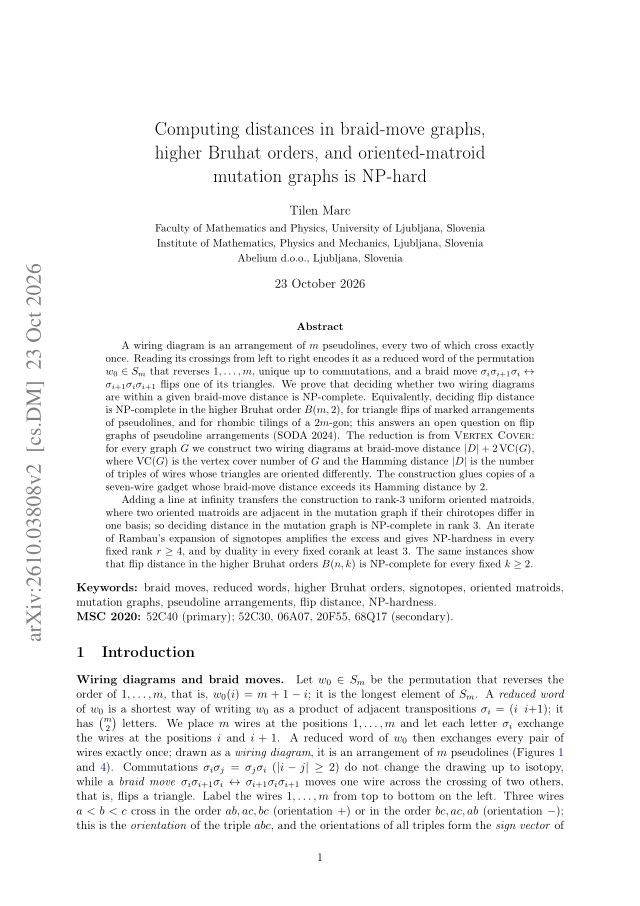 Computing distances in braid-move graphs,
higher Bruhat orders, and oriented-matroid
mutation graphs is NP-hard
Tilen Marc
Faculty of Mathematics and Physics, University of Ljubljana, Slovenia
Institute of Mathematics, Physics and Mechanics, Ljubljana, Slovenia
Abelium d.o.o., Ljubljana, Slovenia
23 October 2026
Abstract
A wiring diagram is an arrangement of m pseudolines, every two of which cross exactly
once. Reading its crossings from left to right encodes it as a reduced word of the permutation
w₀ ∈ Sₘ that reverses 1, . . . , m, unique up to commutations, and a braid move σᵢσᵢ₊₁σᵢ ↔
σᵢ₊₁σᵢσᵢ₊₁ flips one of its triangles. We prove that deciding whether two wiring diagrams
are within a given braid-move distance is NP-complete. Equivalently, deciding flip distance
is NP-complete in the higher Bruhat order B(m, 2), for triangle flips of marked arrangements
of pseudolines, and for rhombic tilings of a 2m-gon; this answers an open question on flip
graphs of pseudoline arrangements (SODA 2024). The reduction is from VERTEX COVER:
for every graph G we construct two wiring diagrams at braid-move distance |D| + 2 VC(G),
where VC(G) is the vertex cover number of G and the Hamming distance |D| is the number
of triples of wires whose triangles are oriented differently. The construction glues copies of a
seven-wire gadget whose braid-move distance exceeds its Hamming distance by 2.
Adding a line at infinity transfers the construction to rank-3 uniform oriented matroids,
where two oriented matroids are adjacent in the mutation graph if their chirotopes differ in
one basis; so deciding distance in the mutation graph is NP-complete in rank 3. An iterate
of Rambau's expansion of signotopes amplifies the excess and gives NP-hardness in every
fixed rank r ≥ 4, and by duality in every fixed corank at least 3. The same instances show
that flip distance in the higher Bruhat orders B(n, k) is NP-complete for every fixed k ≥ 2.
Keywords: braid moves, reduced words, higher Bruhat orders, signotopes, oriented matroids,
mutation graphs, pseudoline arrangements, flip distance, NP-hardness.
MSC 2020: 52C40 (primary); 52C30, 06A07, 20F55, 68Q17 (secondary).
1 Introduction
Wiring diagrams and braid moves. Let w₀ ∈ Sₘ be the permutation that reverses the
order of 1, . . . , m, that is, w₀(i) = m + 1 − i; it is the longest element of Sₘ. A reduced word
of w₀ is a shortest way of writing w₀ as a product of adjacent transpositions σᵢ = (i i+1); it
has (m 2) letters. We place m wires at the positions 1, . . . , m and let each letter σᵢ exchange
the wires at the positions i and i + 1. A reduced word of w₀ then exchanges every pair of
wires exactly once; drawn as a wiring diagram, it is an arrangement of m pseudolines (Figures 1
and 4). Commutations σᵢσⱼ = σⱼσᵢ (|i − j| ≥ 2) do not change the drawing up to isotopy,
while a braid move σᵢσᵢ₊₁σᵢ ↔ σᵢ₊₁σᵢσᵢ₊₁ moves one wire across the crossing of two others,
that is, flips a triangle. Label the wires 1, . . . , m from top to bottom on the left. Three wires
a < b < c cross in the order ab, ac, bc (orientation +) or in the order bc, ac, ab (orientation −);
this is the orientation of the triple abc, and the orientations of all triples form the sign vector of
1
arXiv:2610.03808v2 [cs.DM] 23 Oct 2026